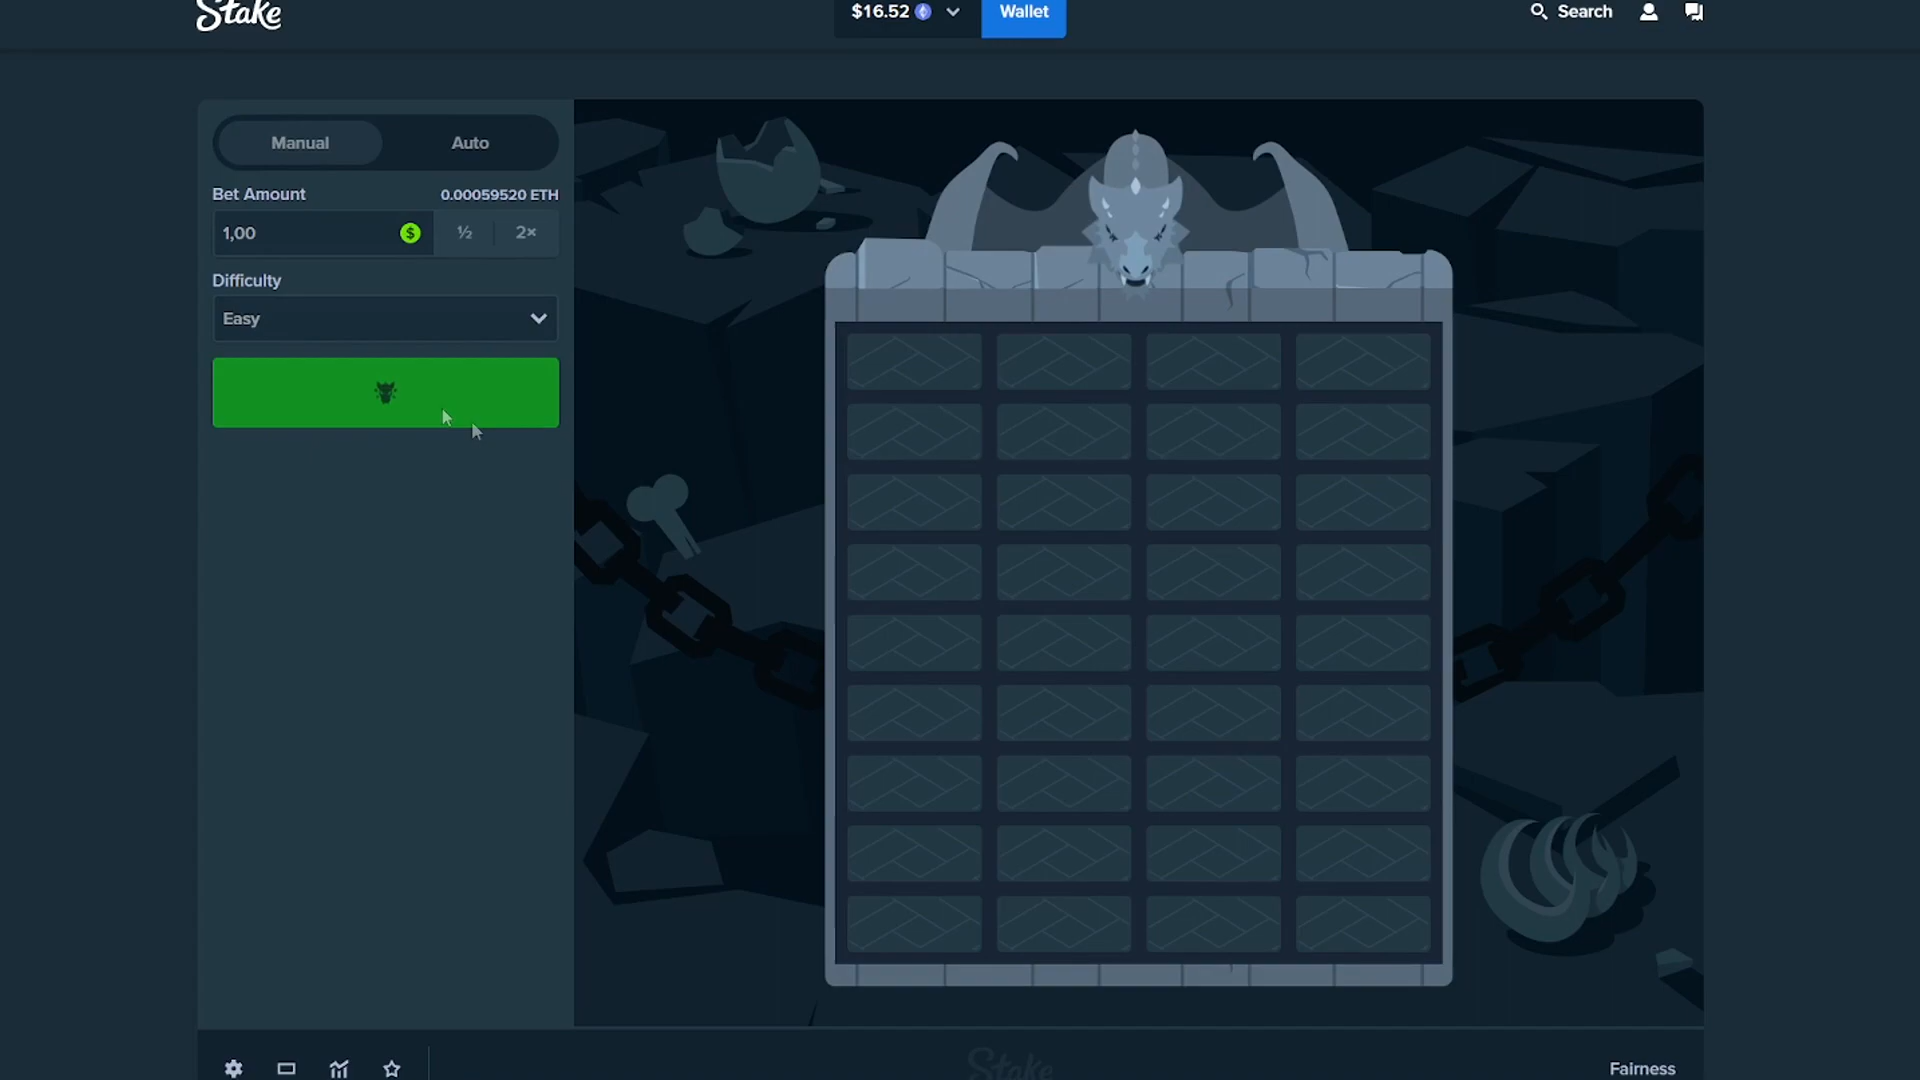 Stake
$16.52
Wallet
Search
Manual
Auto
Bet Amount
0.00059520 ETH
1,00
$
½
2×
Difficulty
Easy
Stake
Fairness